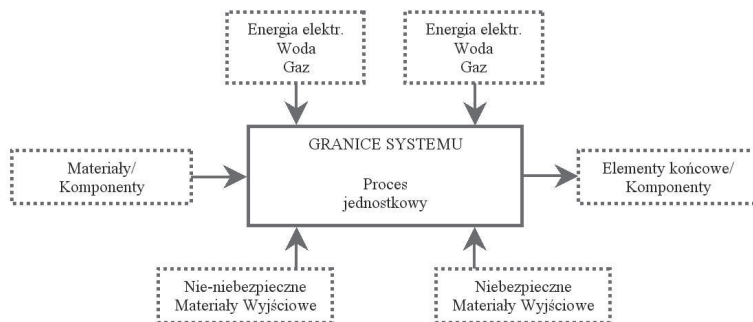 Energia elektr.
Woda
Gaz
Energia elektr.
Woda
Gaz
Materiały/
Komponenty
GRANICE SYSTEMU
Proces
jednostkowy
Elementy końcowe/
Komponenty
Nie-niebezpieczne
Materiały Wyjściowe
Niebezpieczne
Materiały Wyjściowe